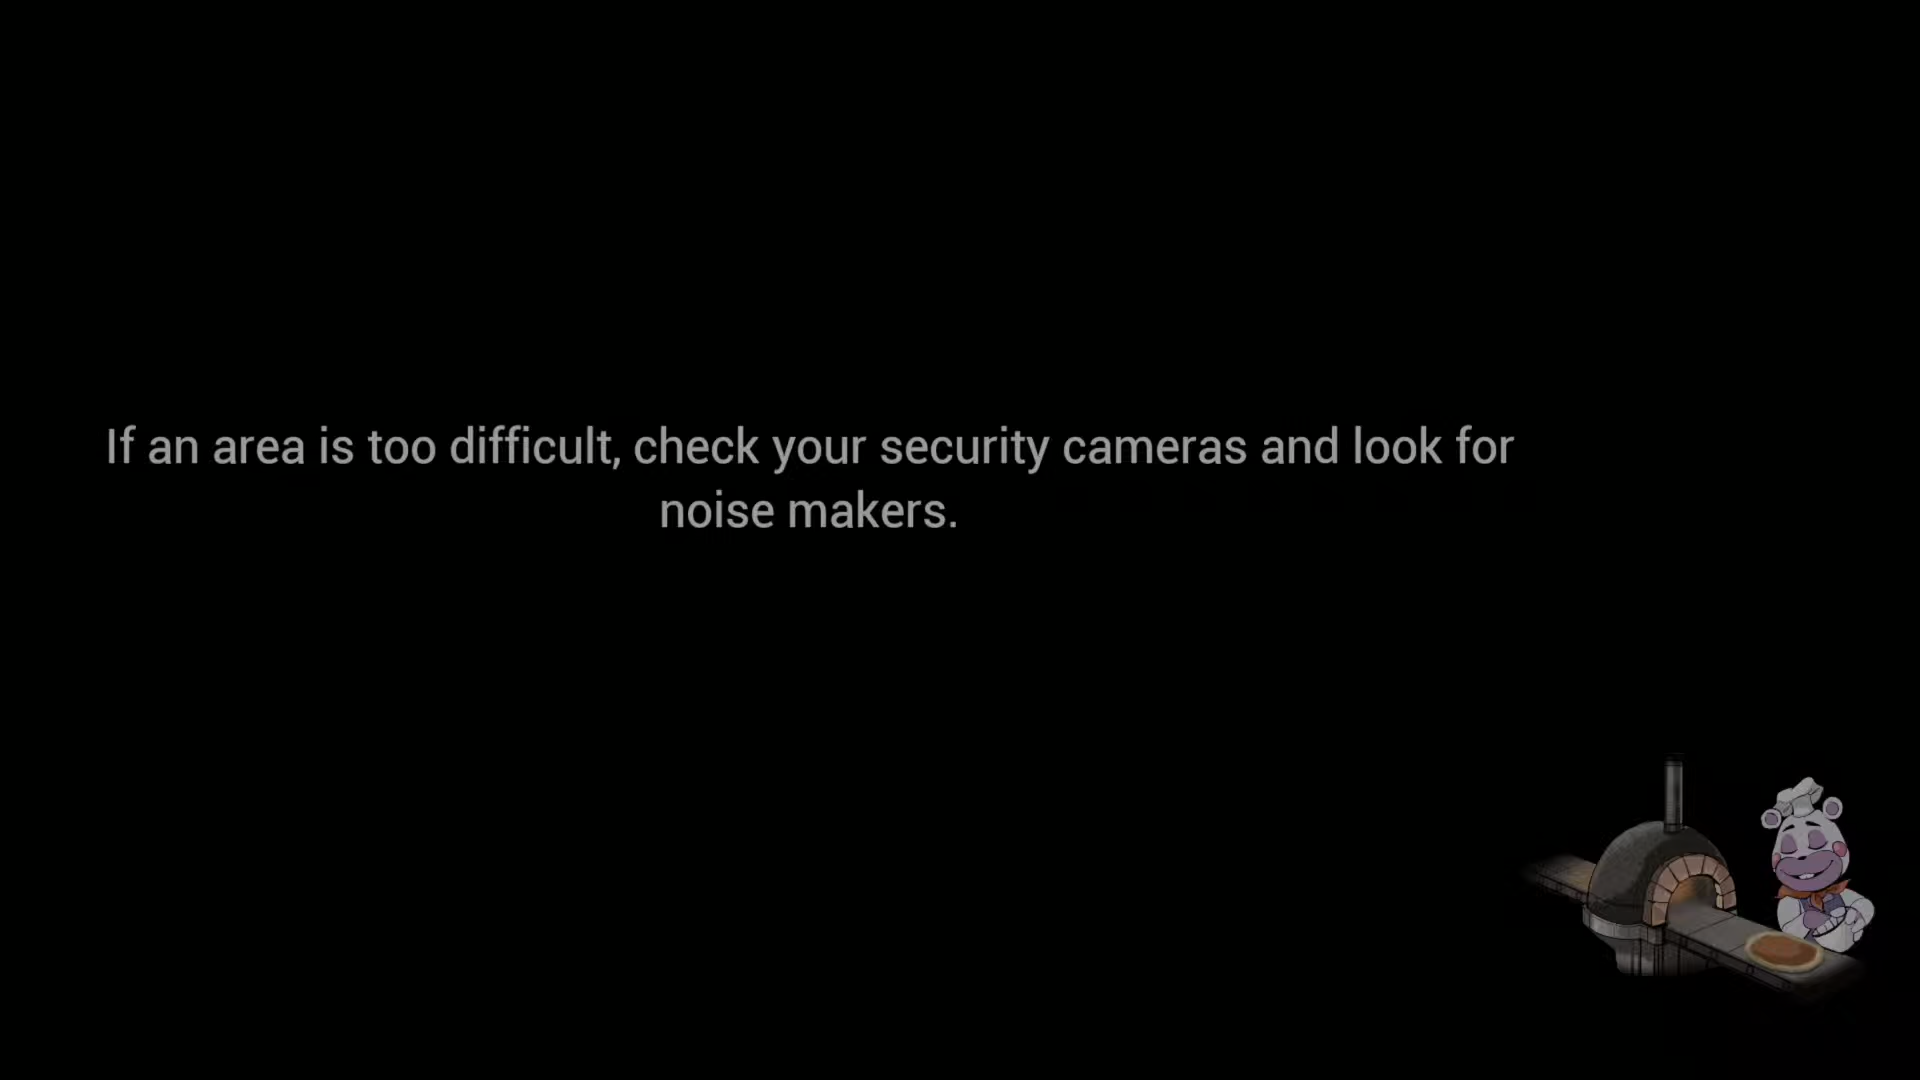 If an area is too difficult, check your security cameras and look for
noise makers.